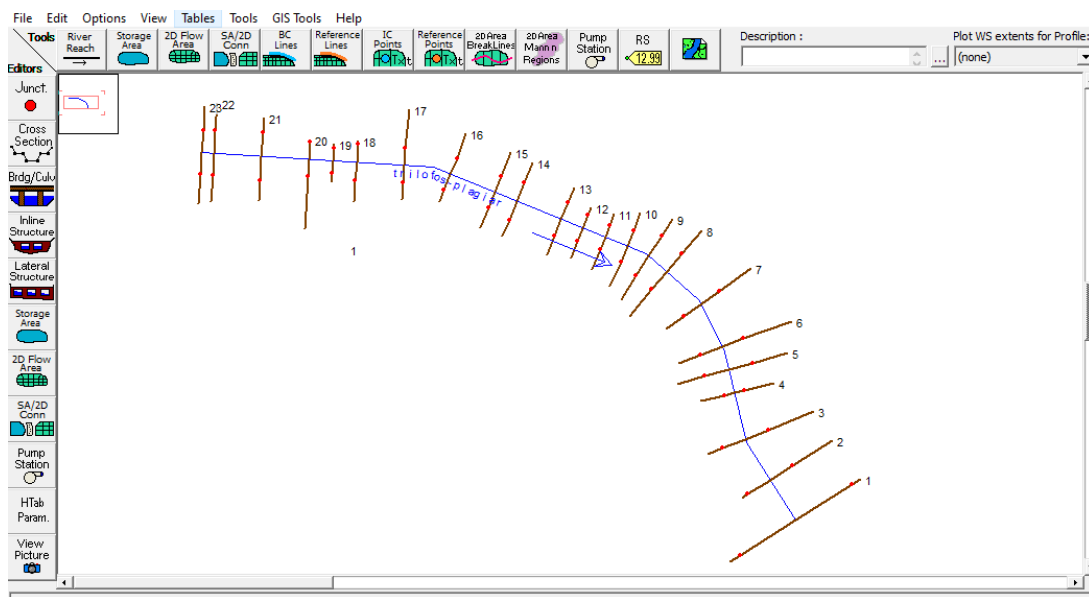 File Edit Options View Tables Tools GIS Tools Help
Tools
Editors
River
Reach
Storage
Area
2D Flow
Area
SA/2D
Conn
BC
Lines
Reference
Lines
IC
Points
Reference
Points
2D Area
BreakLines
2D Area
Mann n
Regions
Pump
Station
RS
12.99
Description :
...
Plot WS extents for Profile:
(none)
Junct.
Cross
Section
Brdg/Culv
Inline
Structure
Lateral
Structure
Storage
Area
2D Flow
Area
SA/2D
Conn
Pump
Station
HTab
Param.
View
Picture
23
22
21
20
19
18
17
16
15
14
13
12
11
10
9
8
7
6
5
4
3
2
1
trilofos-plagiar
1